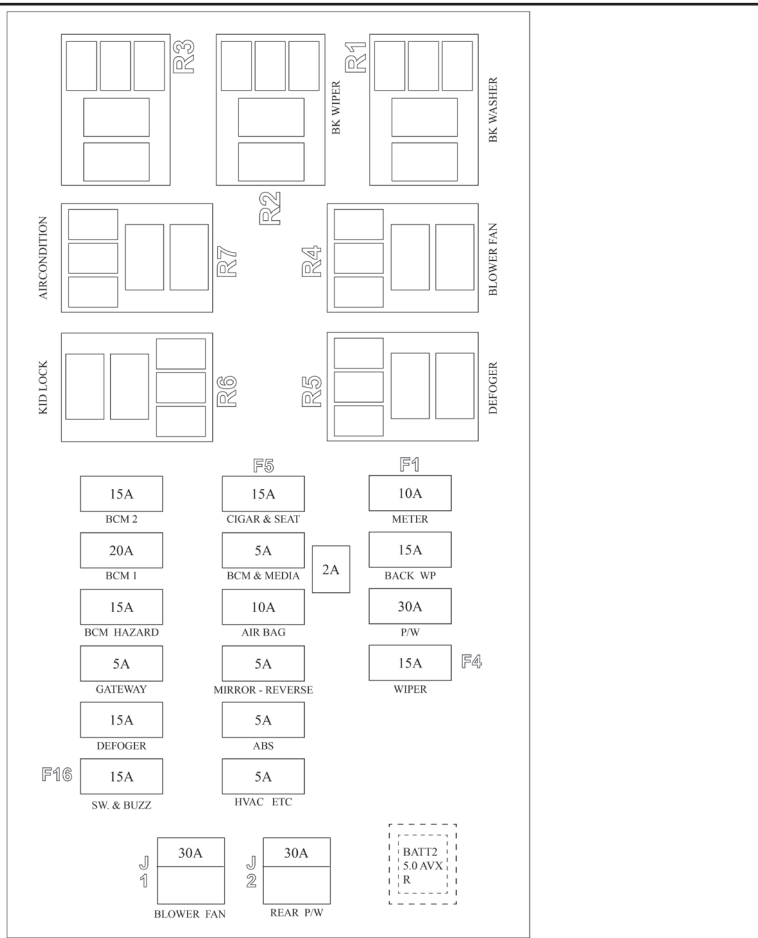 R3
R1
BK WIPER
BK WASHER
R2
AIRCONDITION
R7
R4
BLOWER FAN
KID LOCK
R6
R5
DEFOGER
F5
F1
15A
15A
10A
BCM 2
CIGAR & SEAT
METER
20A
5A
2A
15A
BCM 1
BCM & MEDIA
BACK WP
15A
10A
30A
BCM HAZARD
AIR BAG
P/W
5A
5A
15A
F4
GATEWAY
MIRROR - REVERSE
WIPER
15A
5A
DEFOGER
ABS
F16
15A
5A
SW. & BUZZ
HVAC ETC
J
1
30A
J
2
30A
BLOWER FAN
REAR P/W
BATT2
5.0 AVX
R